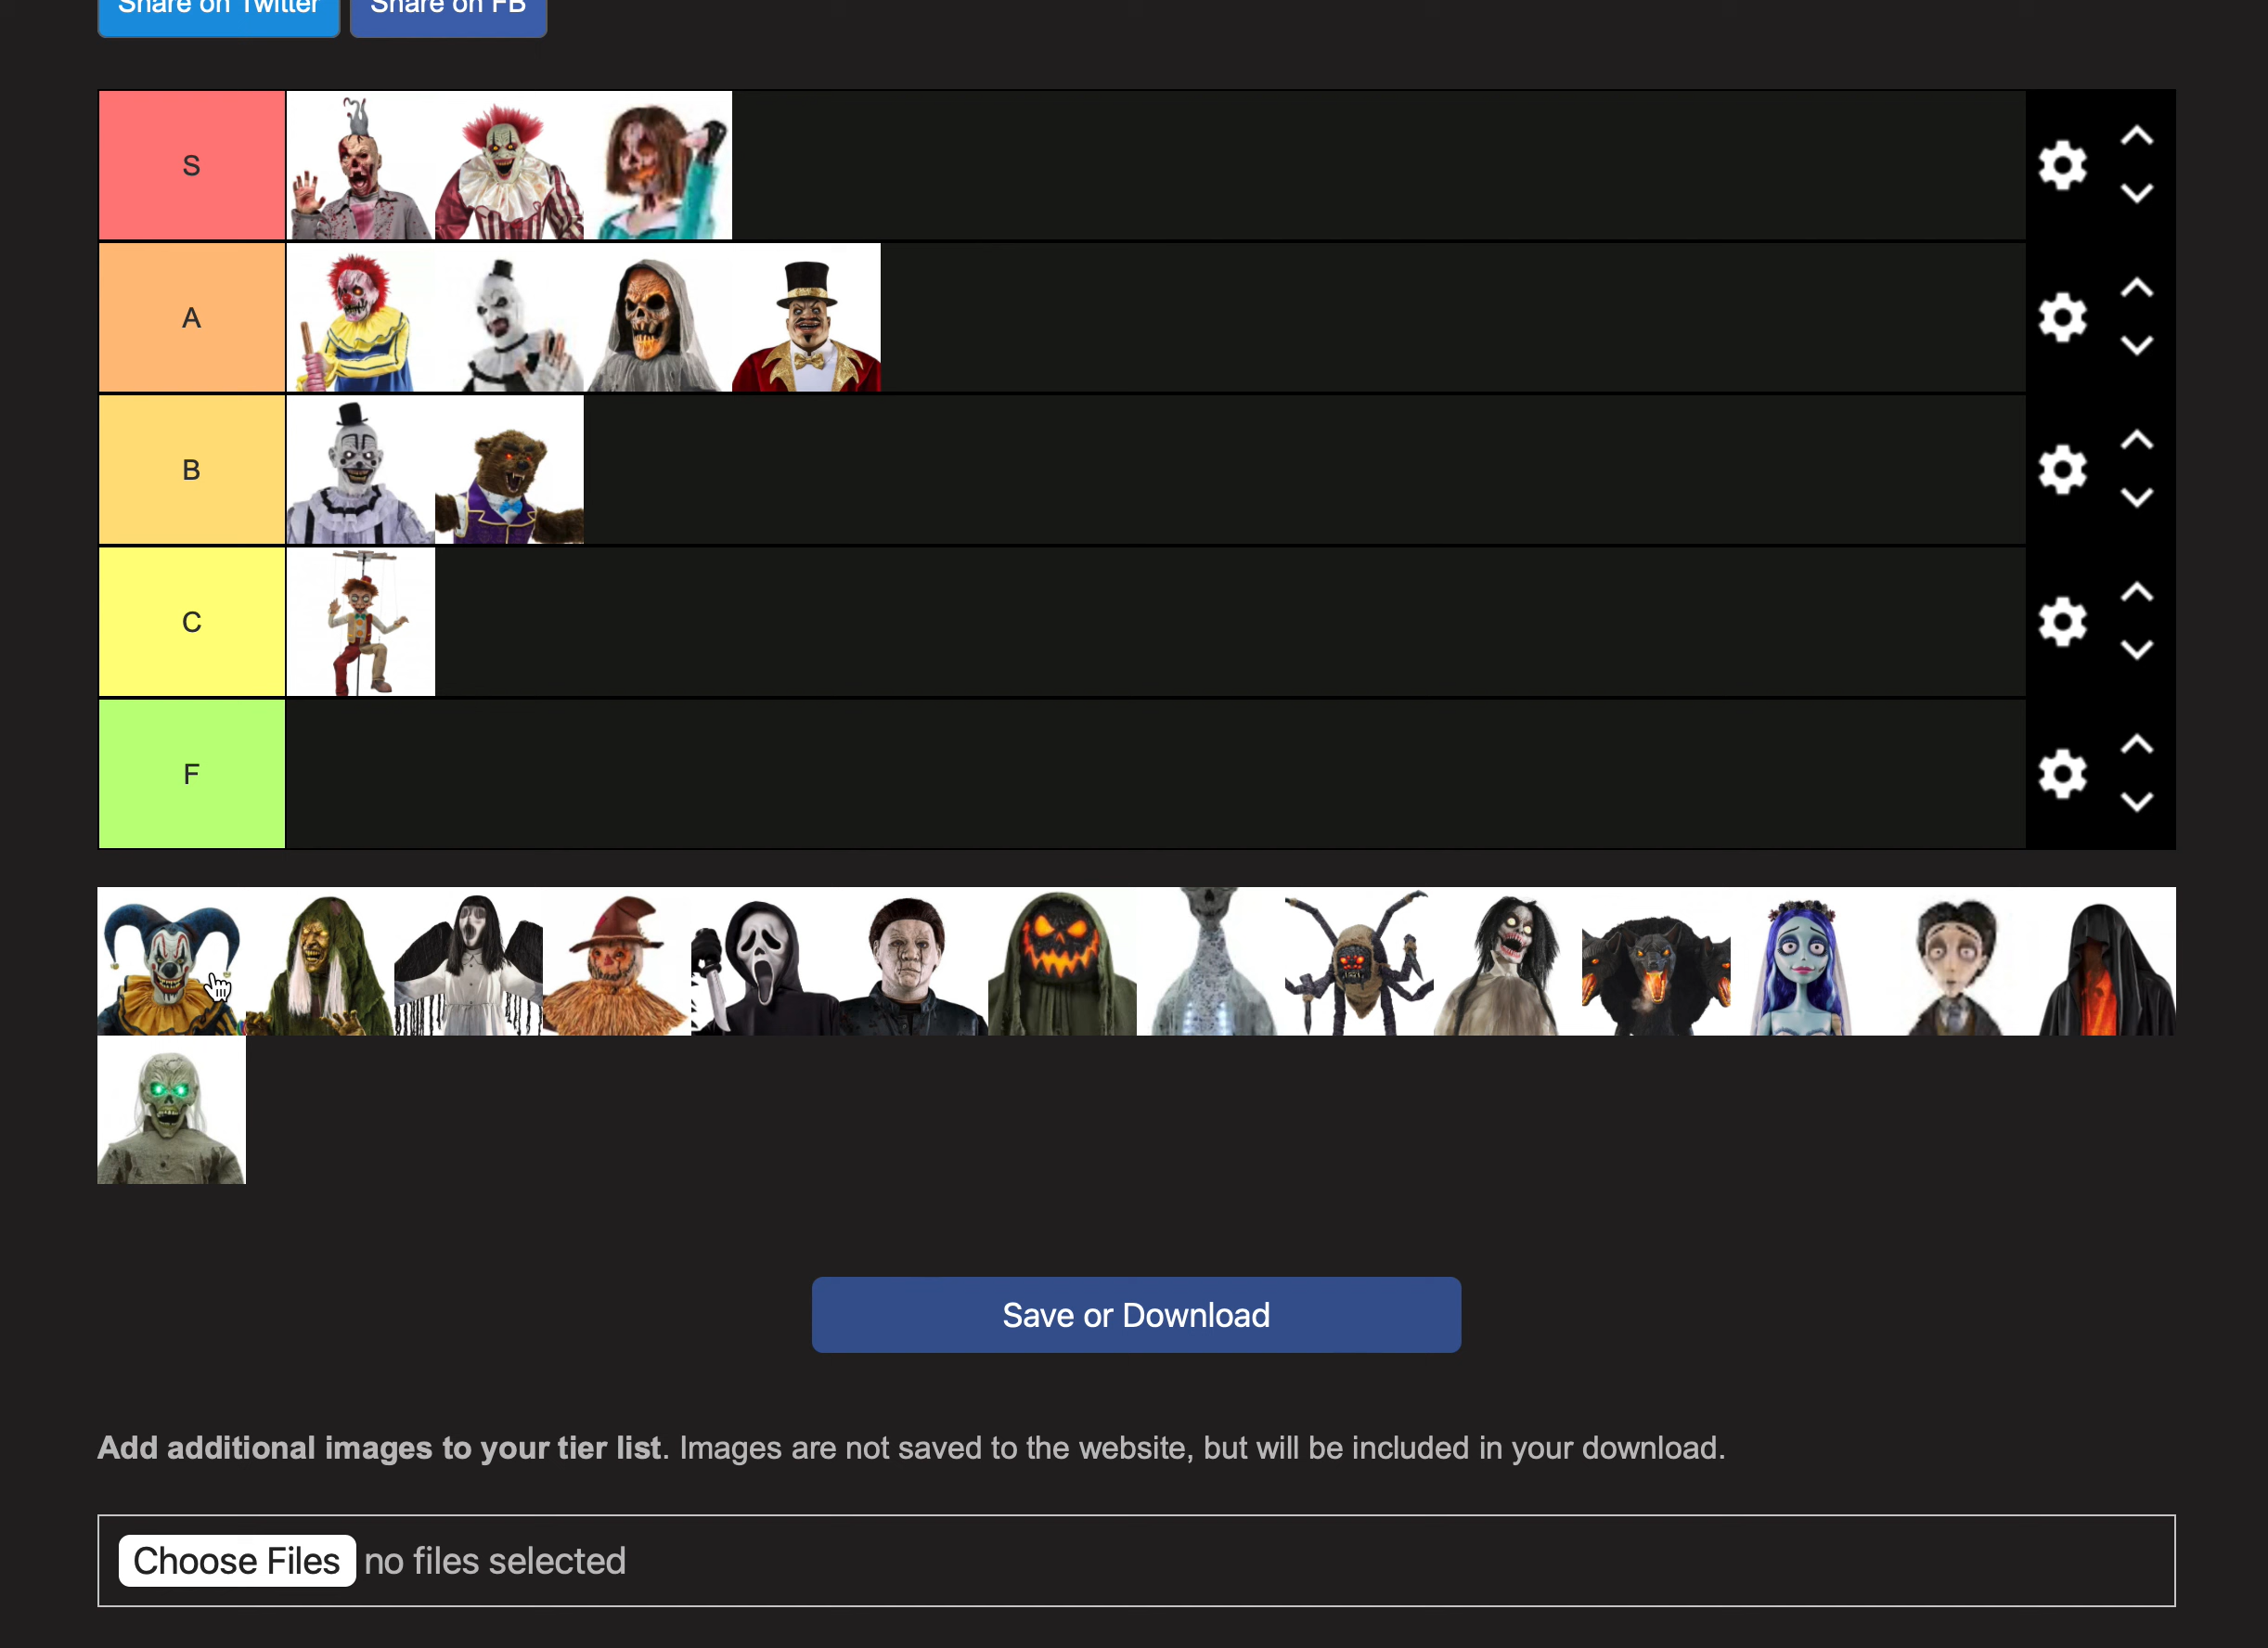 Share on Twitter Share on FB
S
A
B
C
F
Save or Download
Add additional images to your tier list. Images are not saved to the website, but will be included in your download.
Choose Files no files selected